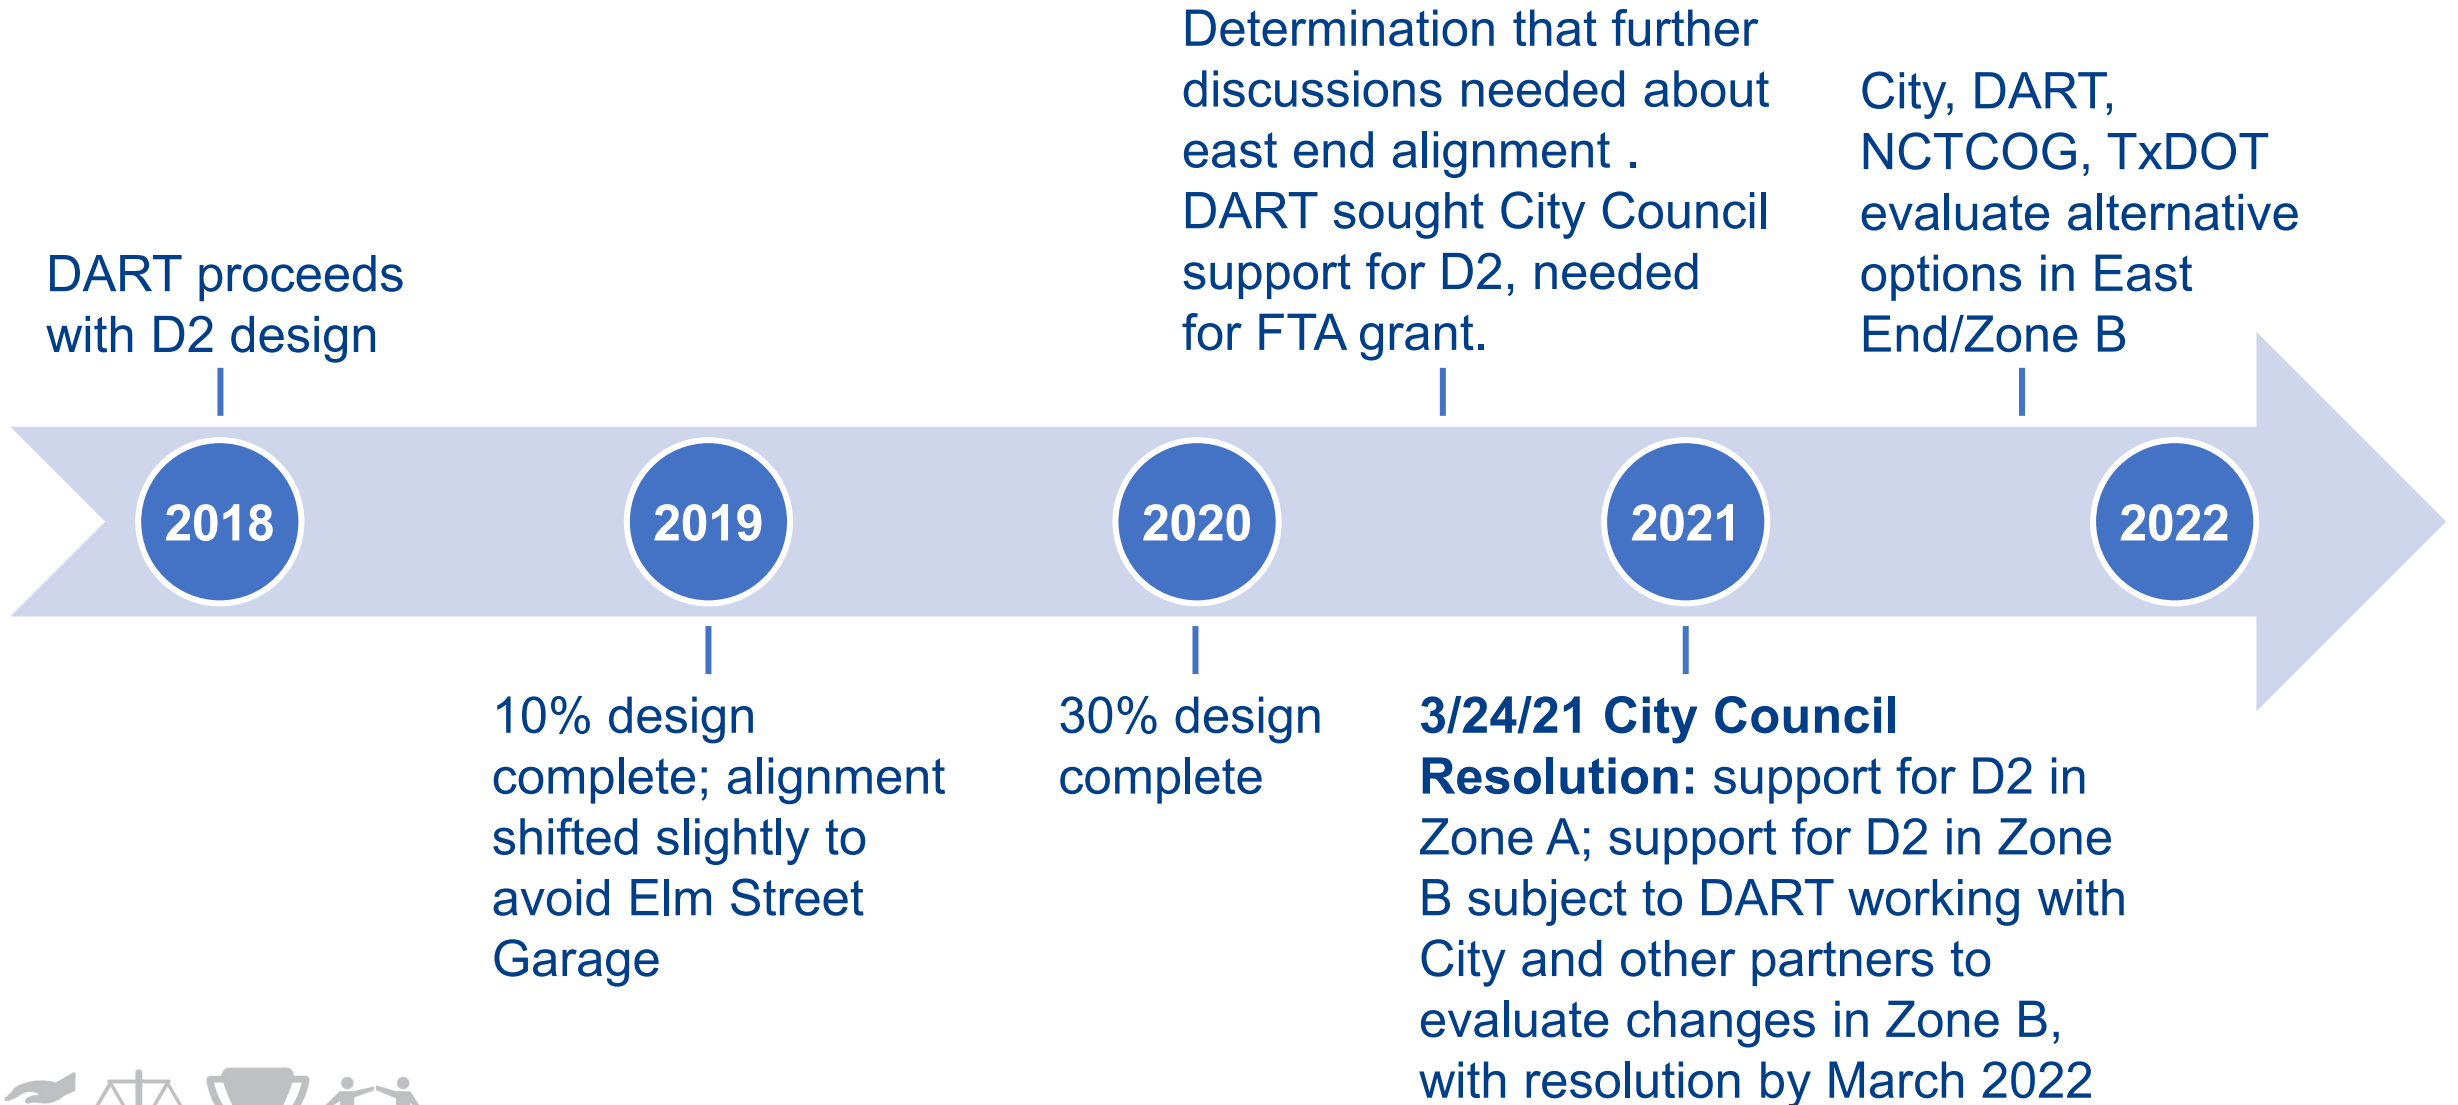 DART proceeds
with D2 design
Determination that further
discussions needed about
east end alignment .
DART sought City Council
support for D2, needed
for FTA grant.
City, DART,
NCTCOG, TxDOT
evaluate alternative
options in East
End/Zone B
2018
2019
2020
2021
2022
10% design
complete; alignment
shifted slightly to
avoid Elm Street
Garage
30% design
complete
3/24/21 City Council
Resolution: support for D2 in
Zone A; support for D2 in Zone
B subject to DART working with
City and other partners to
evaluate changes in Zone B,
with resolution by March 2022